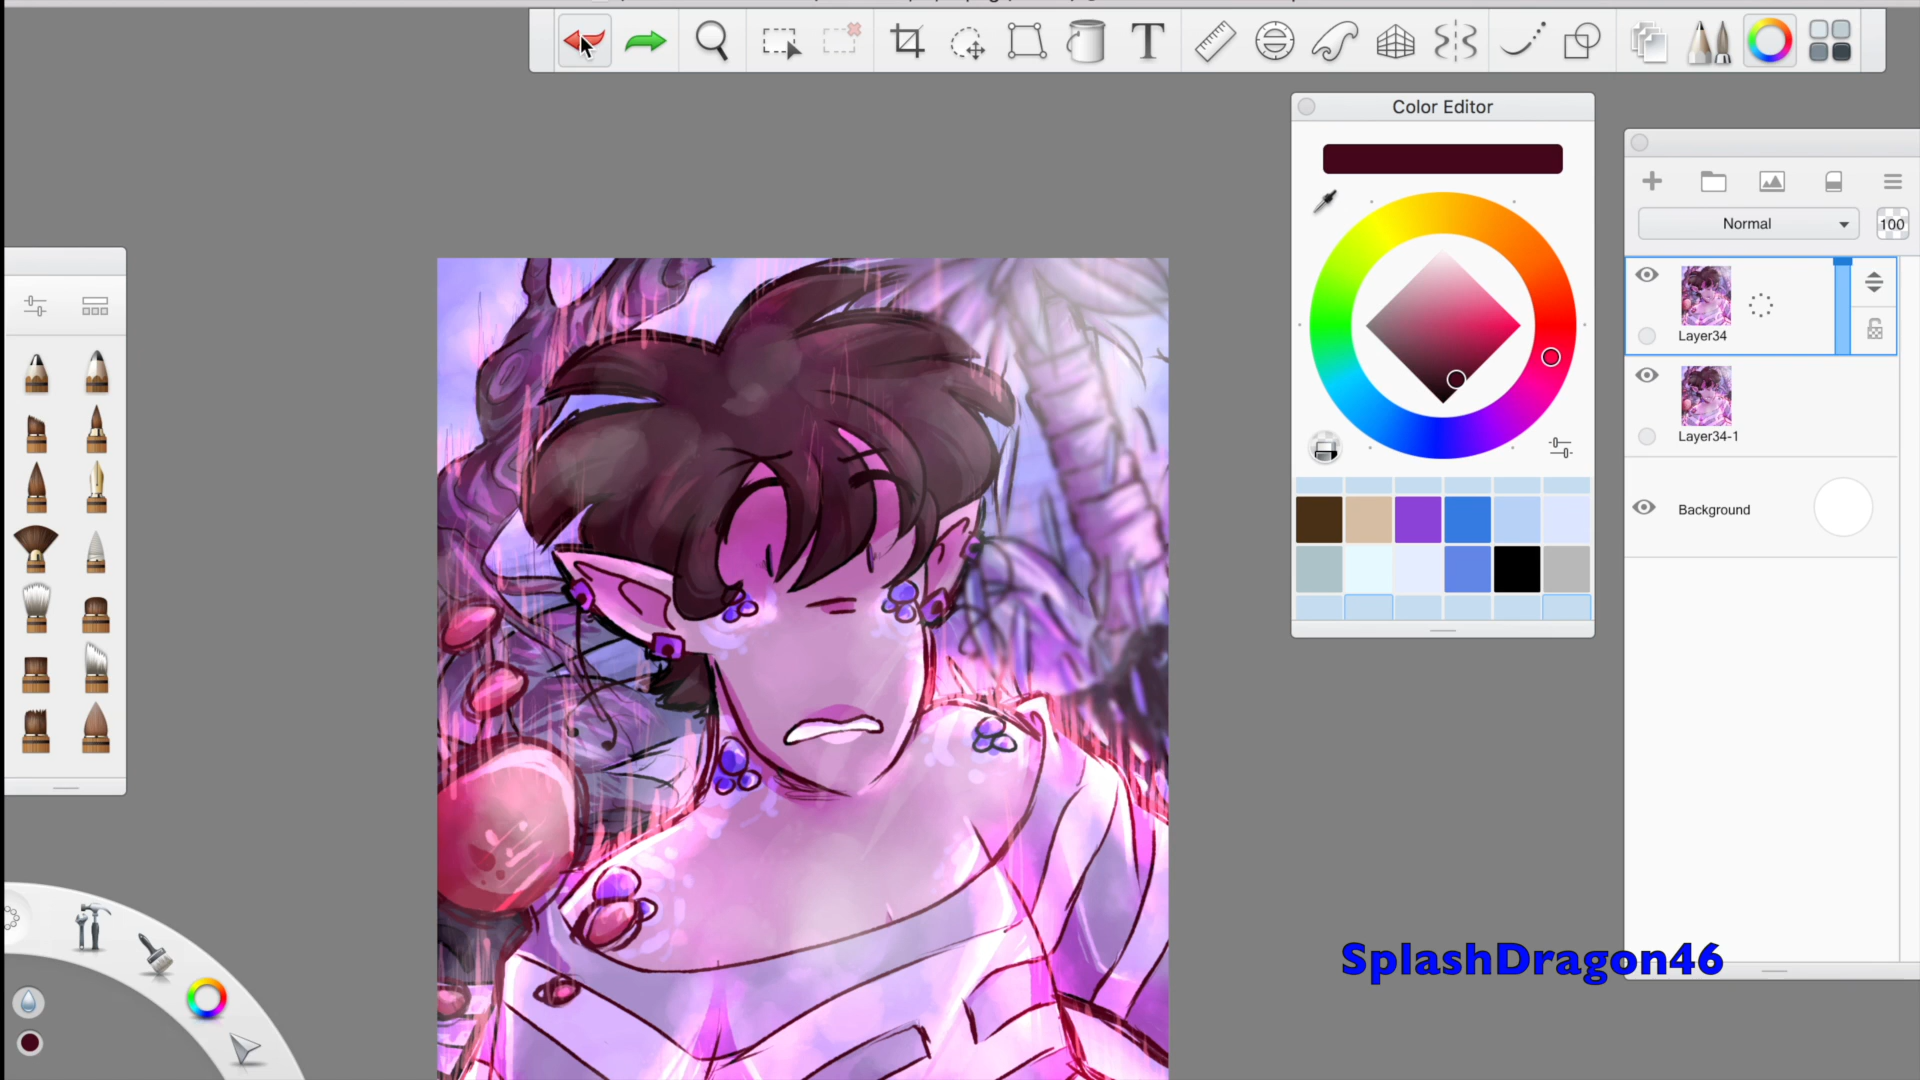 T
Color Editor
Normal
100
Layer34
Layer34-1
Background
SplashDragon46